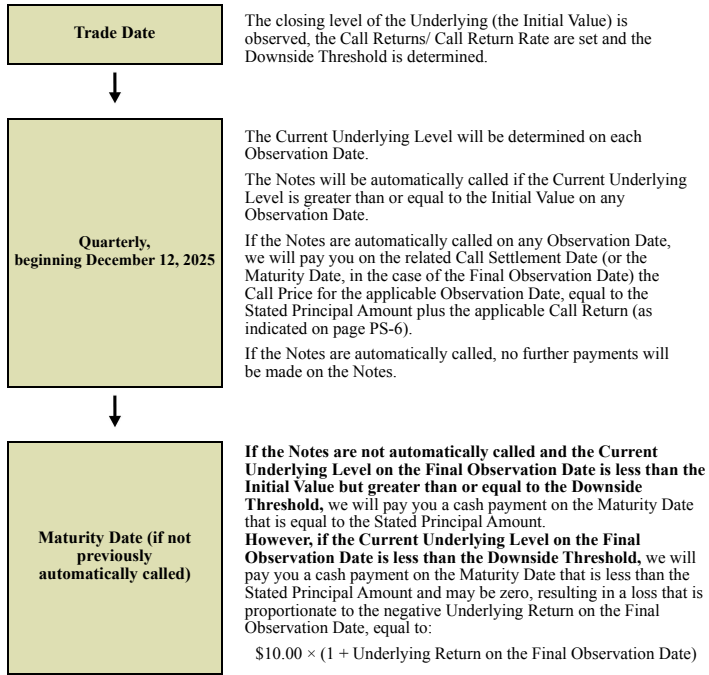 Trade Date
The closing level of the Underlying (the Initial Value) is
observed, the Call Returns/ Call Return Rate are set and the
Downside Threshold is determined.
Quarterly,
beginning December 12, 2025
The Current Underlying Level will be determined on each
Observation Date.
The Notes will be automatically called if the Current Underlying
Level is greater than or equal to the Initial Value on any
Observation Date.
If the Notes are automatically called on any Observation Date,
we will pay you on the related Call Settlement Date (or the
Maturity Date, in the case of the Final Observation Date) the
Call Price for the applicable Observation Date, equal to the
Stated Principal Amount plus the applicable Call Return (as
indicated on page PS-6).
If the Notes are automatically called, no further payments will
be made on the Notes.
Maturity Date (if not
previously
automatically called)
If the Notes are not automatically called and the Current
Underlying Level on the Final Observation Date is less than the
Initial Value but greater than or equal to the Downside
Threshold, we will pay you a cash payment on the Maturity Date
that is equal to the Stated Principal Amount.
However, if the Current Underlying Level on the Final
Observation Date is less than the Downside Threshold, we will
pay you a cash payment on the Maturity Date that is less than the
Stated Principal Amount and may be zero, resulting in a loss that is
proportionate to the negative Underlying Return on the Final
Observation Date, equal to:
$10.00 × (1 + Underlying Return on the Final Observation Date)